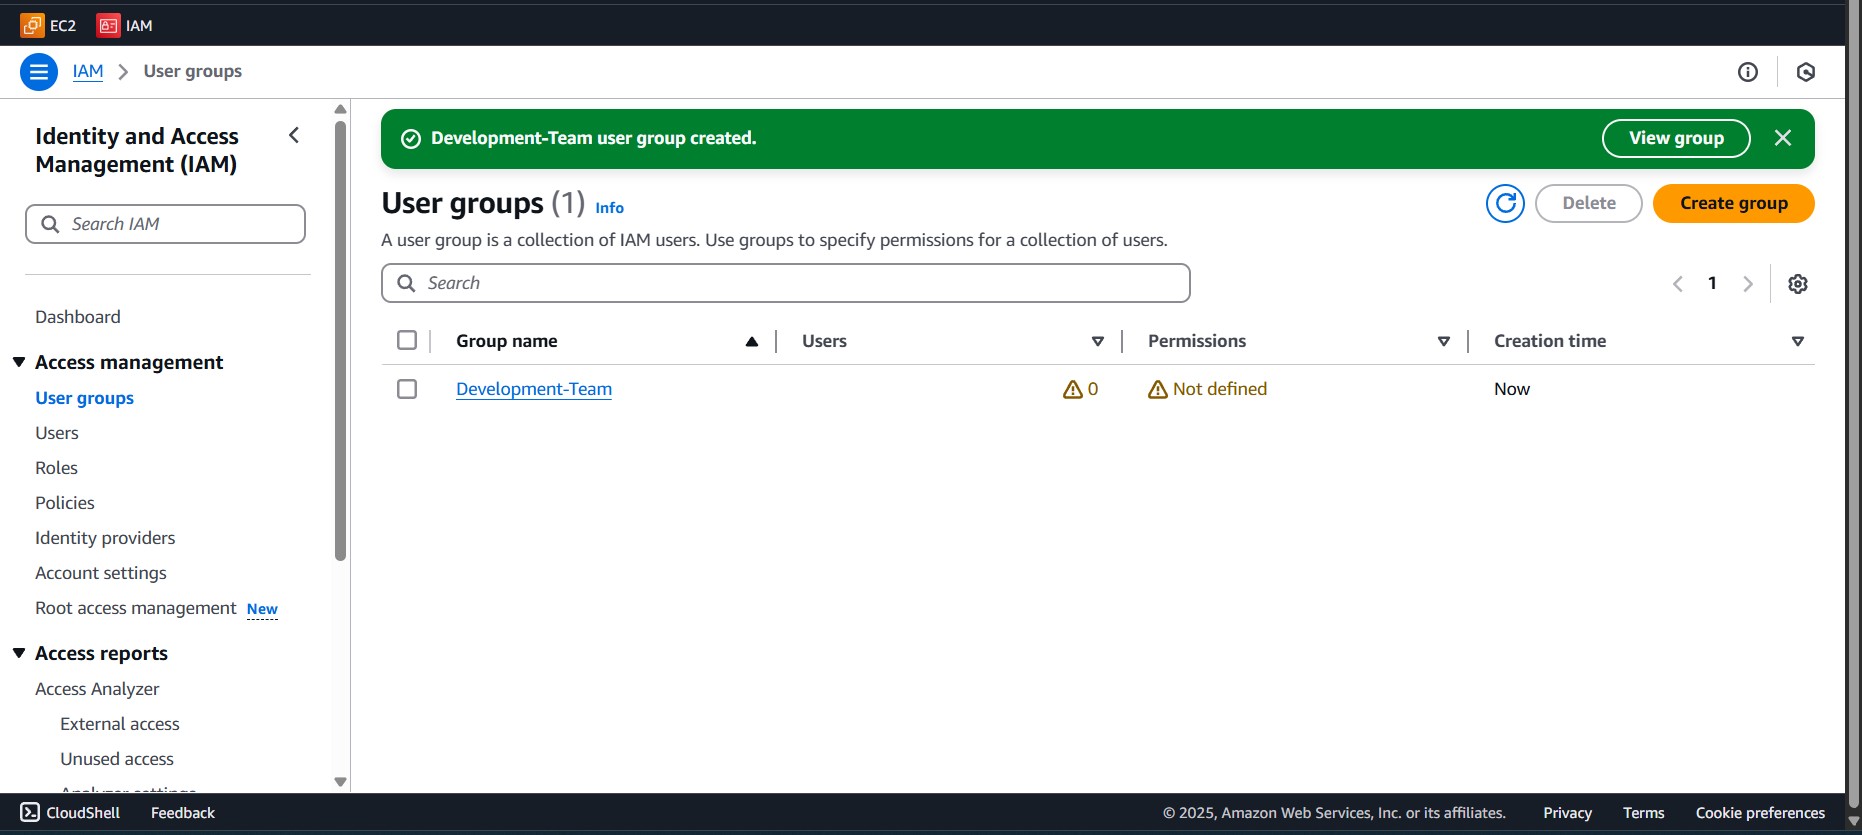 EC2 IAM
IAM > User groups
Identity and Access
Management (IAM)
Search IAM
Dashboard
Access management
User groups
Users
Roles
Policies
Identity providers
Account settings
Root access management New
Access reports
Access Analyzer
External access
Unused access
Analyzer settings
Development-Team user group created.
View group
User groups (1) Info
Delete
Create group
A user group is a collection of IAM users. Use groups to specify permissions for a collection of users.
Search
1
Group name Users Permissions Creation time
Development-Team 0 Not defined Now
CloudShell Feedback © 2025, Amazon Web Services, Inc. or its affiliates. Privacy Terms Cookie preferences